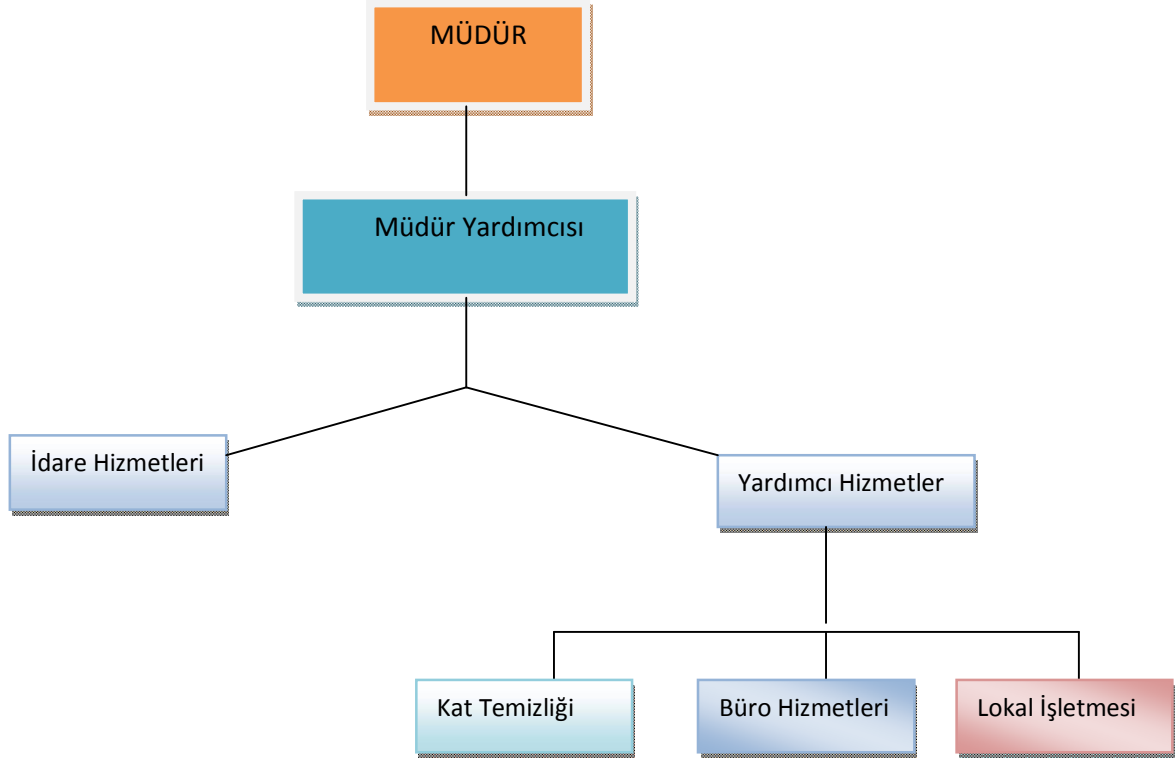 MÜDÜR
Müdür Yardımcısı
İdare Hizmetleri
Yardımcı Hizmetler
Kat Temizliği
Büro Hizmetleri
Lokal İşletmesi